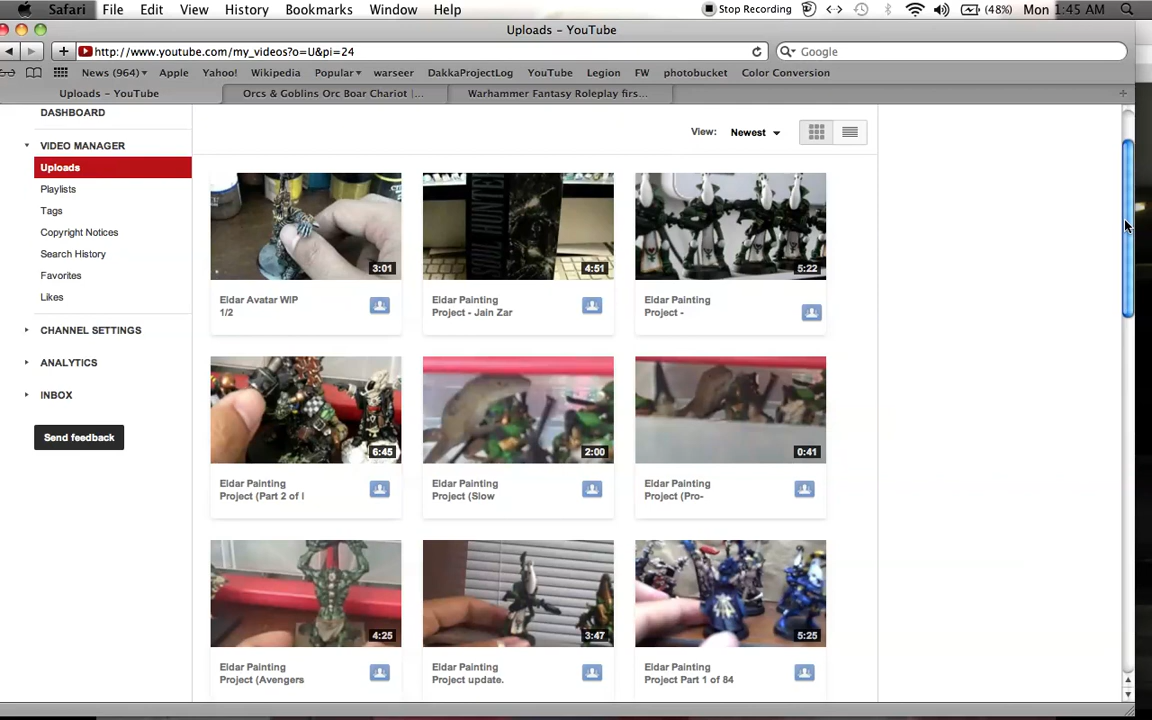 Safari File Edit View History Bookmarks Window Help Stop Recording (48%) Mon 1:45 AM
Uploads – YouTube
http://www.youtube.com/my_videos?o=U&pi=24 Google
News (964) Apple Yahoo! Wikipedia Popular warseer DakkaProjectLog YouTube Legion FW photobucket Color Conversion
Uploads – YouTube Orcs & Goblins Orc Boar Chariot |... Warhammer Fantasy Roleplay firs...
DASHBOARD
View: Newest
VIDEO MANAGER
Uploads
Playlists
Tags
Copyright Notices
Search History
Favorites
Likes
CHANNEL SETTINGS
ANALYTICS
INBOX
Send feedback
3:01 4:51 5:22
Eldar Avatar WIP
1/2
Eldar Painting
Project - Jain Zar
Eldar Painting
Project -
6:45 2:00 0:41
Eldar Painting
Project (Part 2 of I
Eldar Painting
Project (Slow
Eldar Painting
Project (Pro-
4:25 3:47 5:25
Eldar Painting
Project (Avengers
Eldar Painting
Project update.
Eldar Painting
Project Part 1 of 84